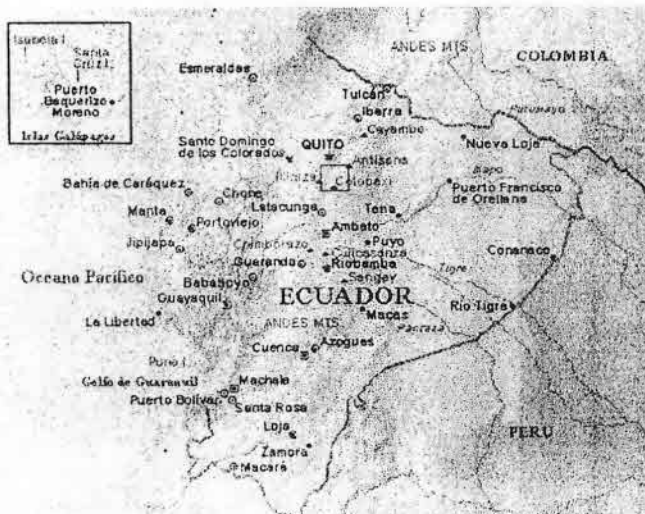 Isabela I.
Santa
Cruz I.
Puerto
Baquerizo
Moreno
Islas Galápagos
ANDES MTS.
COLOMBIA
Esmeraldas
Tulcán
Ibarra
Cayambe
Putumayo
Santo Domingo
de los Colorados
QUITO
Nueva Loja
Antisana
Napo
Cotopaxi
Puerto Francisco
de Orellana
Bahía de Caráquez
Chone
Latacunga
Tena
Manta
Portoviejo
Ambato
Puyo
Jipijapa
Chimborazo
Guaranda
Riobamba
Conanaco
Tigre
Sangay
Oceano Pacífico
Babahoyo
Guayaquil
ECUADOR
Rio Tigre
La Libertad
Macas
ANDES MTS.
Pastaza
Cuenca
Azogues
Puná I.
Golfo de Guayaquil
Machala
Puerto Bolívar
Santa Rosa
Loja
PERU
Zamora
Macará